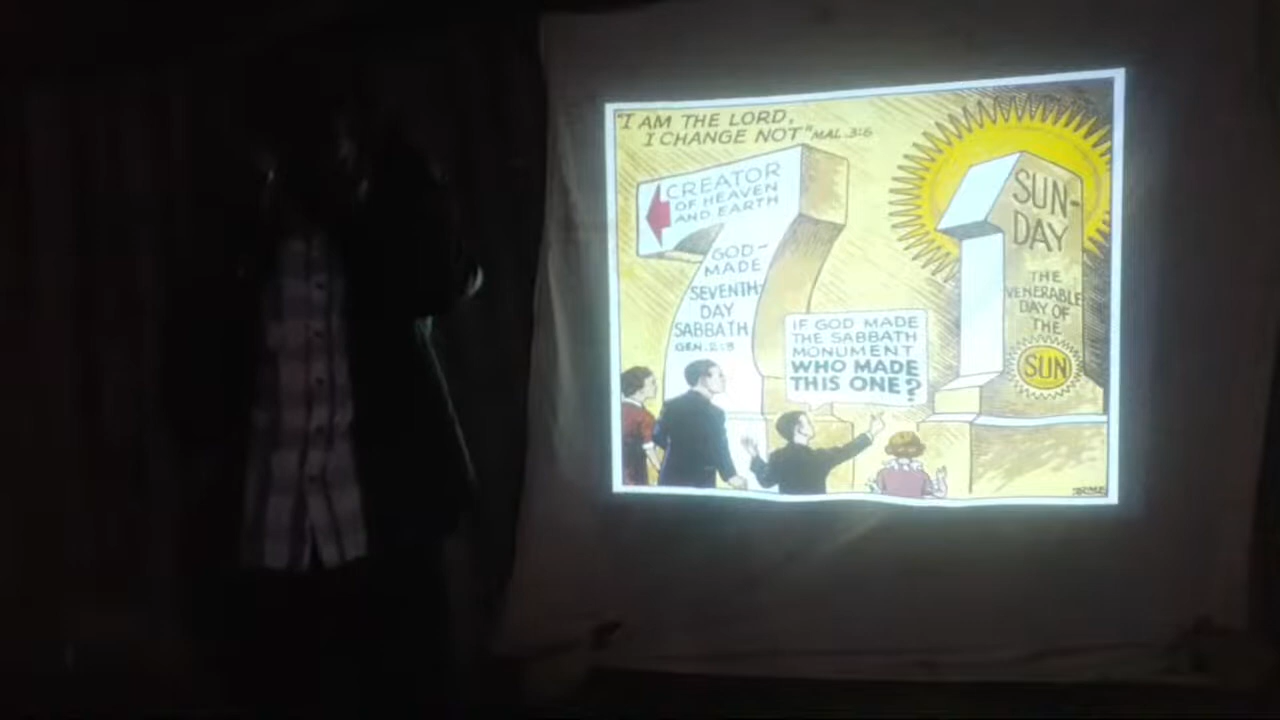 "I AM THE LORD,
I CHANGE NOT" MAL. 3:6
CREATOR
OF HEAVEN
AND EARTH
GOD-
MADE
SEVENTH-
DAY
SABBATH
GEN. 2:3
IF GOD MADE
THE SABBATH
MONUMENT
WHO MADE
THIS ONE?
SUN-
DAY
THE
VENERABLE
DAY OF
THE
SUN